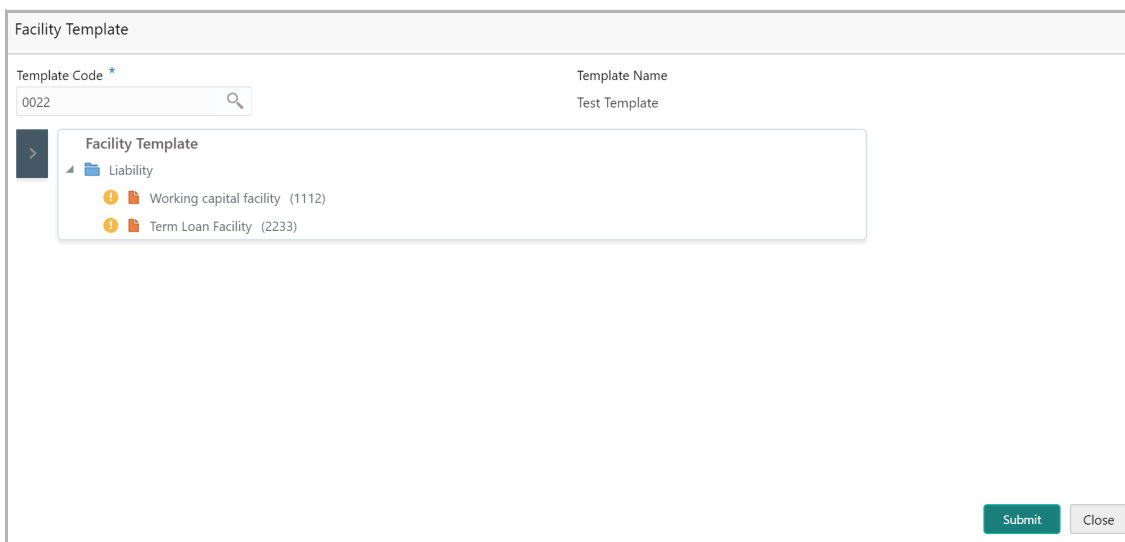 Facility Template
Template Code *
Template Name
0022
Test Template
Facility Template
Liability
Working capital facility (1112)
Term Loan Facility (2233)
Submit
Close